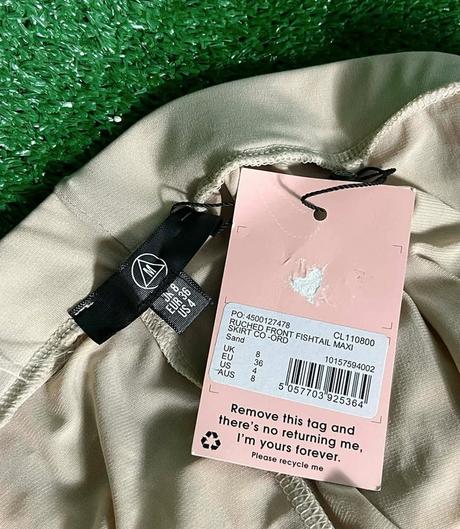 M
UK 8
EUR 36
US 4
PO: 4500127478 CL110800
RUCHED FRONT FISHTAIL MAXI
SKIRT CO -ORD
Sand 10157594002
UK 8
EU 36
US 4
AUS 8
5 057703 925364
Remove this tag and
there's no returning me,
I'm yours forever.
Please recycle me